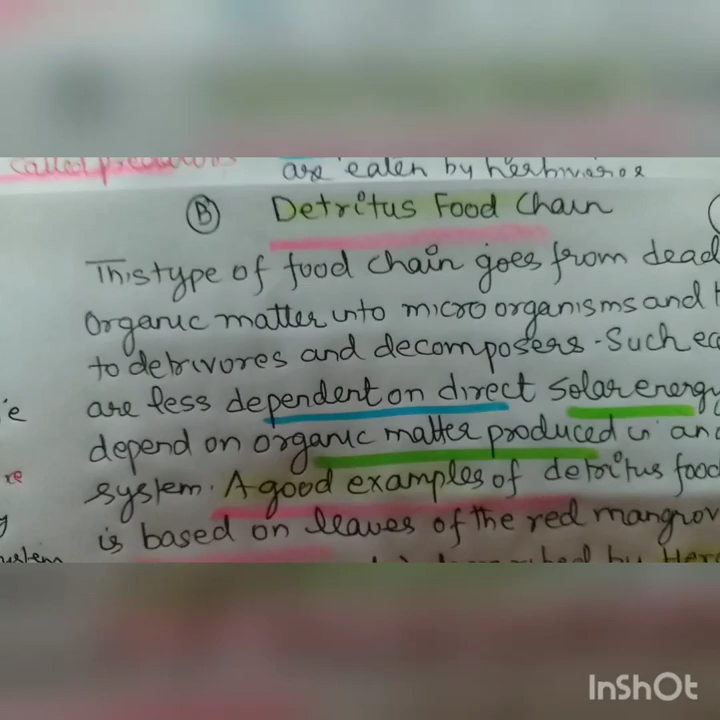 called predators
are eaten by herbivores
(B) Detritus Food Chain
This type of food chain goes from dead
Organic matter into micro organisms and
to detrivores and decomposers. Such
are less dependent on direct solar energy
depend on organic matter produced in
system. A good examples of detritus food
is based on leaves of the red
InShOt